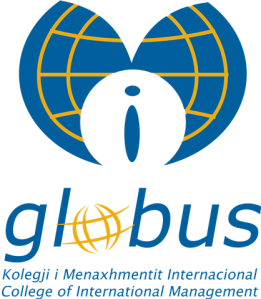 i
globus
Kolegji i Menaxhmentit Internacional
College of International Management